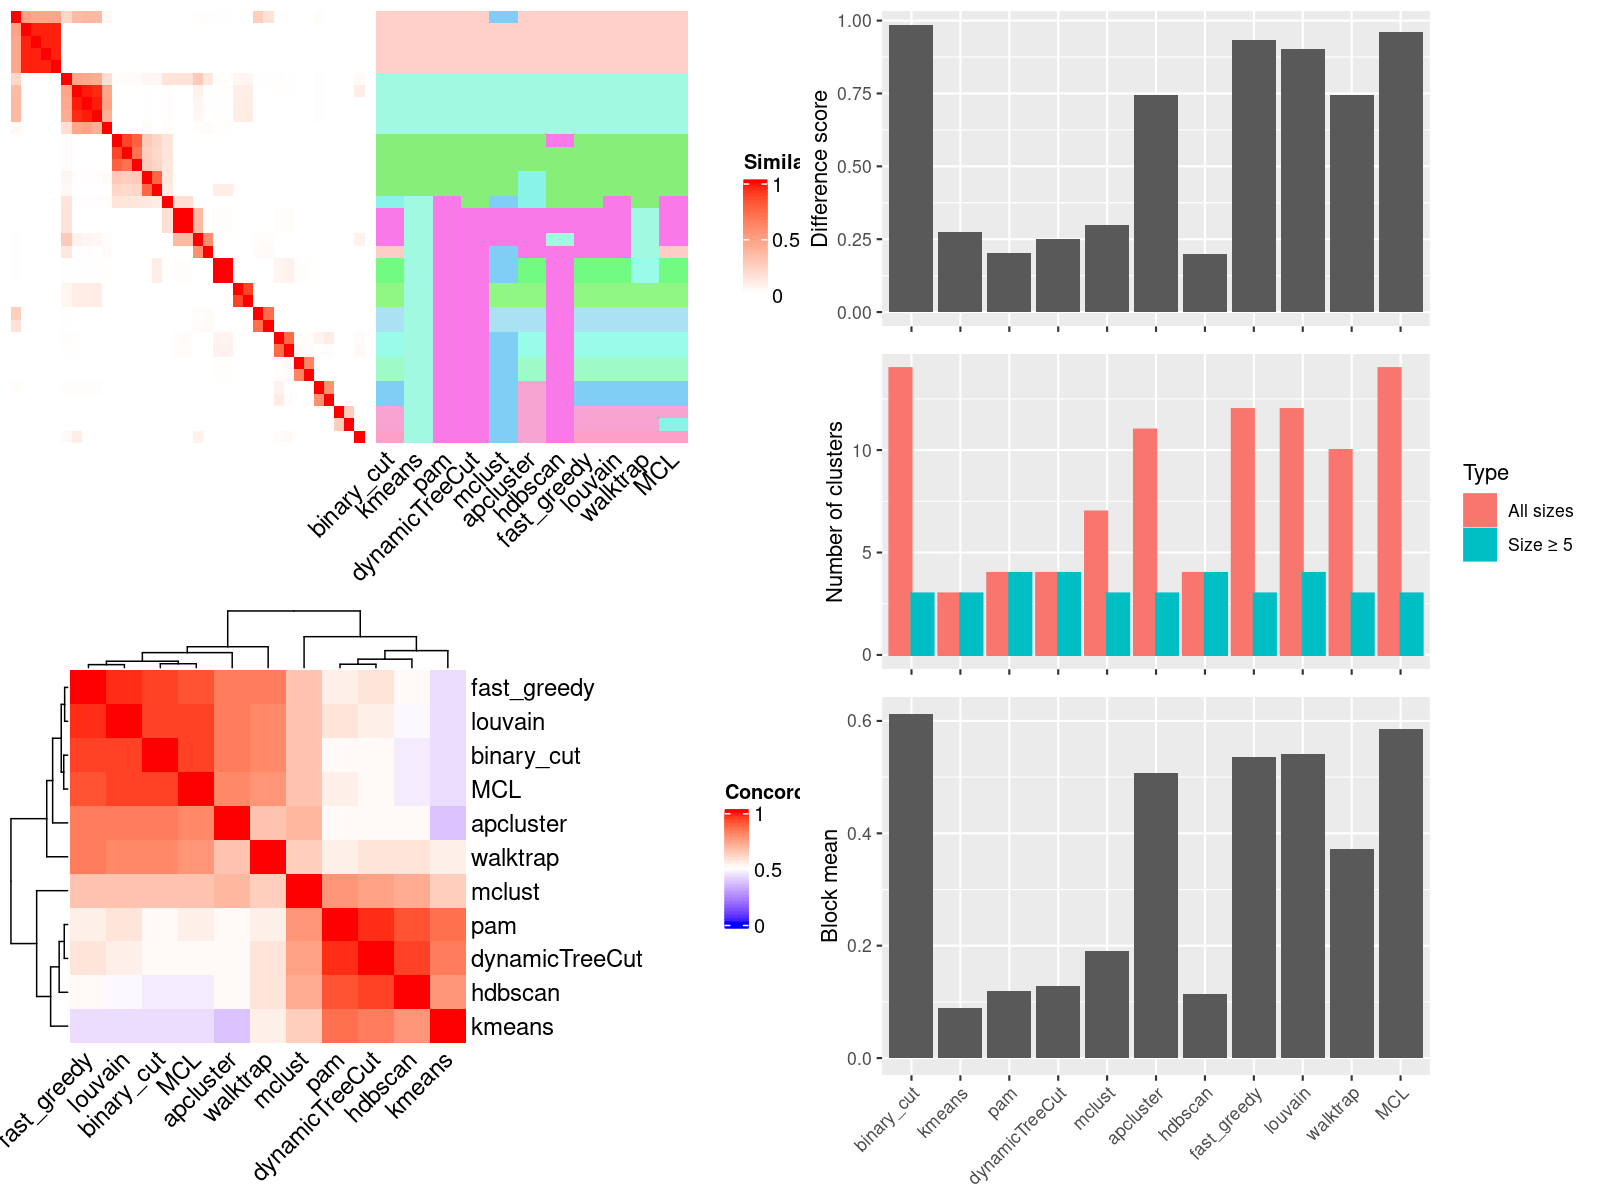 Simila
1
0.5
0
binary_cut
kmeans
pam
dynamicTreeCut
mclust
apcluster
hdbscan
fast_greedy
louvain
walktrap
MCL
Difference score
1.00
0.75
0.50
0.25
0.00
Number of clusters
10
5
0
Type
All sizes
Size ≥ 5
fast_greedy
louvain
binary_cut
MCL
apcluster
walktrap
mclust
pam
dynamicTreeCut
hdbscan
kmeans
fast_greedy
louvain
binary_cut
MCL
apcluster
walktrap
mclust
pam
dynamicTreeCut
hdbscan
kmeans
Concord
1
0.5
0
Block mean
0.6
0.4
0.2
0.0
binary_cut
kmeans
pam
dynamicTreeCut
mclust
apcluster
hdbscan
fast_greedy
louvain
walktrap
MCL